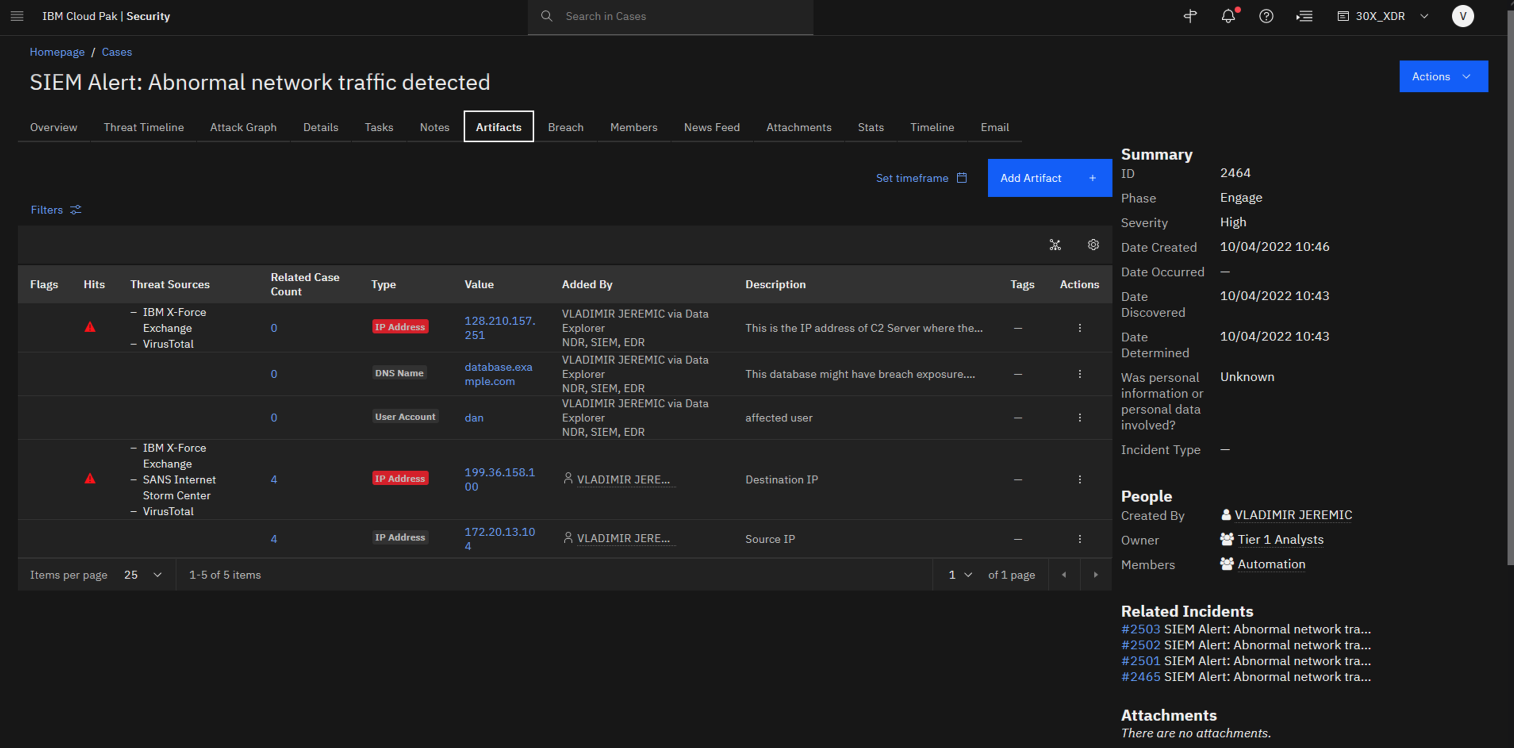 IBM Cloud Pak | Security
Search in Cases
30X_XDR
V
Homepage / Cases
SIEM Alert: Abnormal network traffic detected
Actions
Overview Threat Timeline Attack Graph Details Tasks Notes Artifacts Breach Members News Feed Attachments Stats Timeline Email
Set timeframe
Add Artifact +
Filters
Flags Hits Threat Sources Related Case Count Type Value Added By Description Tags Actions
– IBM X-Force
Exchange
– VirusTotal
0
IP Address
128.210.157.
251
VLADIMIR JEREMIC via Data
Explorer
NDR, SIEM, EDR
This is the IP address of C2 Server where the...
—
0
DNS Name
database.exa
mple.com
VLADIMIR JEREMIC via Data
Explorer
NDR, SIEM, EDR
This database might have breach exposure....
—
0
User Account
dan
VLADIMIR JEREMIC via Data
Explorer
NDR, SIEM, EDR
affected user
—
– IBM X-Force
Exchange
– SANS Internet
Storm Center
– VirusTotal
4
IP Address
199.36.158.1
00
VLADIMIR JERE...
Destination IP
—
4
IP Address
172.20.13.10
4
VLADIMIR JERE...
Source IP
—
Items per page 25
1-5 of 5 items
1 of 1 page
Summary
ID 2464
Phase Engage
Severity High
Date Created 10/04/2022 10:46
Date Occurred —
Date
Discovered
10/04/2022 10:43
Date
Determined
10/04/2022 10:43
Was personal
information or
personal data
involved?
Unknown
Incident Type —
People
Created By VLADIMIR JEREMIC
Owner Tier 1 Analysts
Members Automation
Related Incidents
#2503 SIEM Alert: Abnormal network tra...
#2502 SIEM Alert: Abnormal network tra...
#2501 SIEM Alert: Abnormal network tra...
#2465 SIEM Alert: Abnormal network tra...
Attachments
There are no attachments.